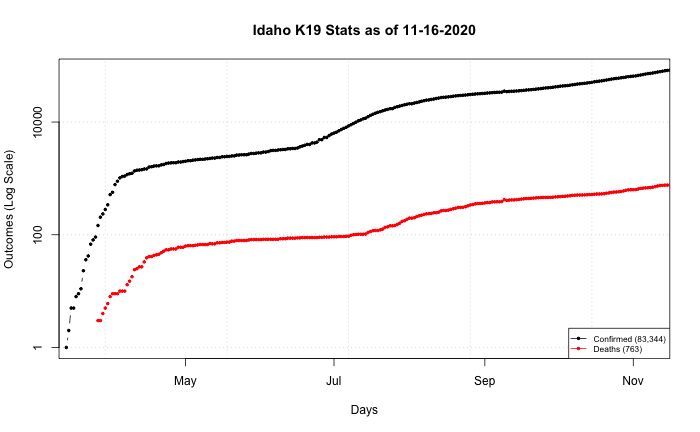 Idaho K19 Stats as of 11-16-2020
Outcomes (Log Scale)
10000
100
1
Confirmed (83,344)
Deaths (763)
May Jul Sep Nov
Days